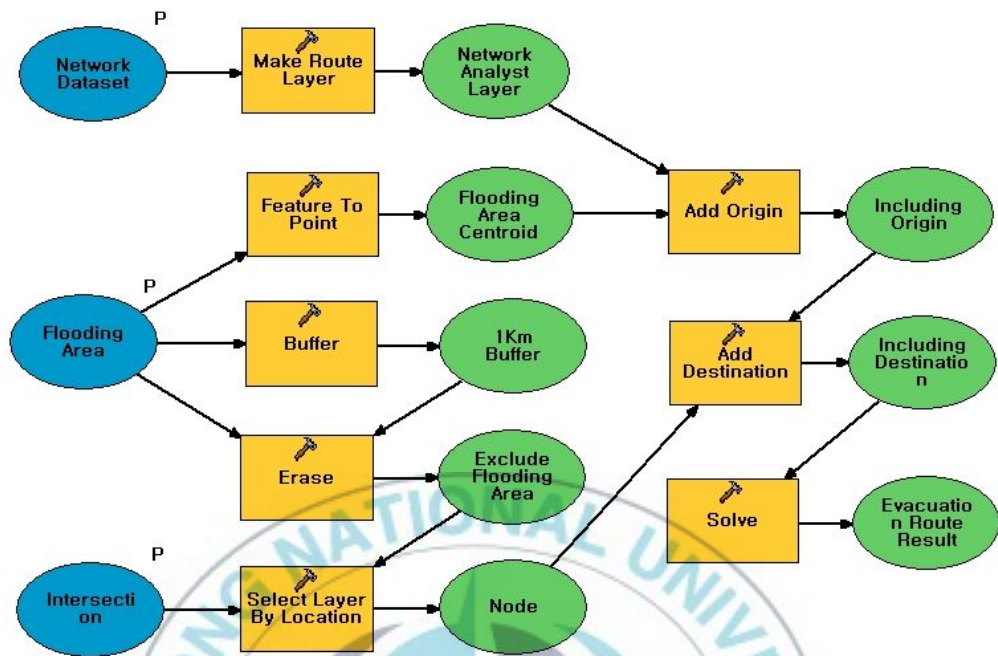 P
Network
Dataset
Make Route
Layer
Network
Analyst
Layer
Feature To
Point
Flooding
Area
Centroid
Add Origin
Including
Origin
P
Flooding
Area
Buffer
1Km
Buffer
Add
Destination
Including
Destinatio
n
Erase
Exclude
Flooding
Area
Solve
Evacuatio
n Route
Result
P
Intersecti
on
Select Layer
By Location
Node
NATIONAL